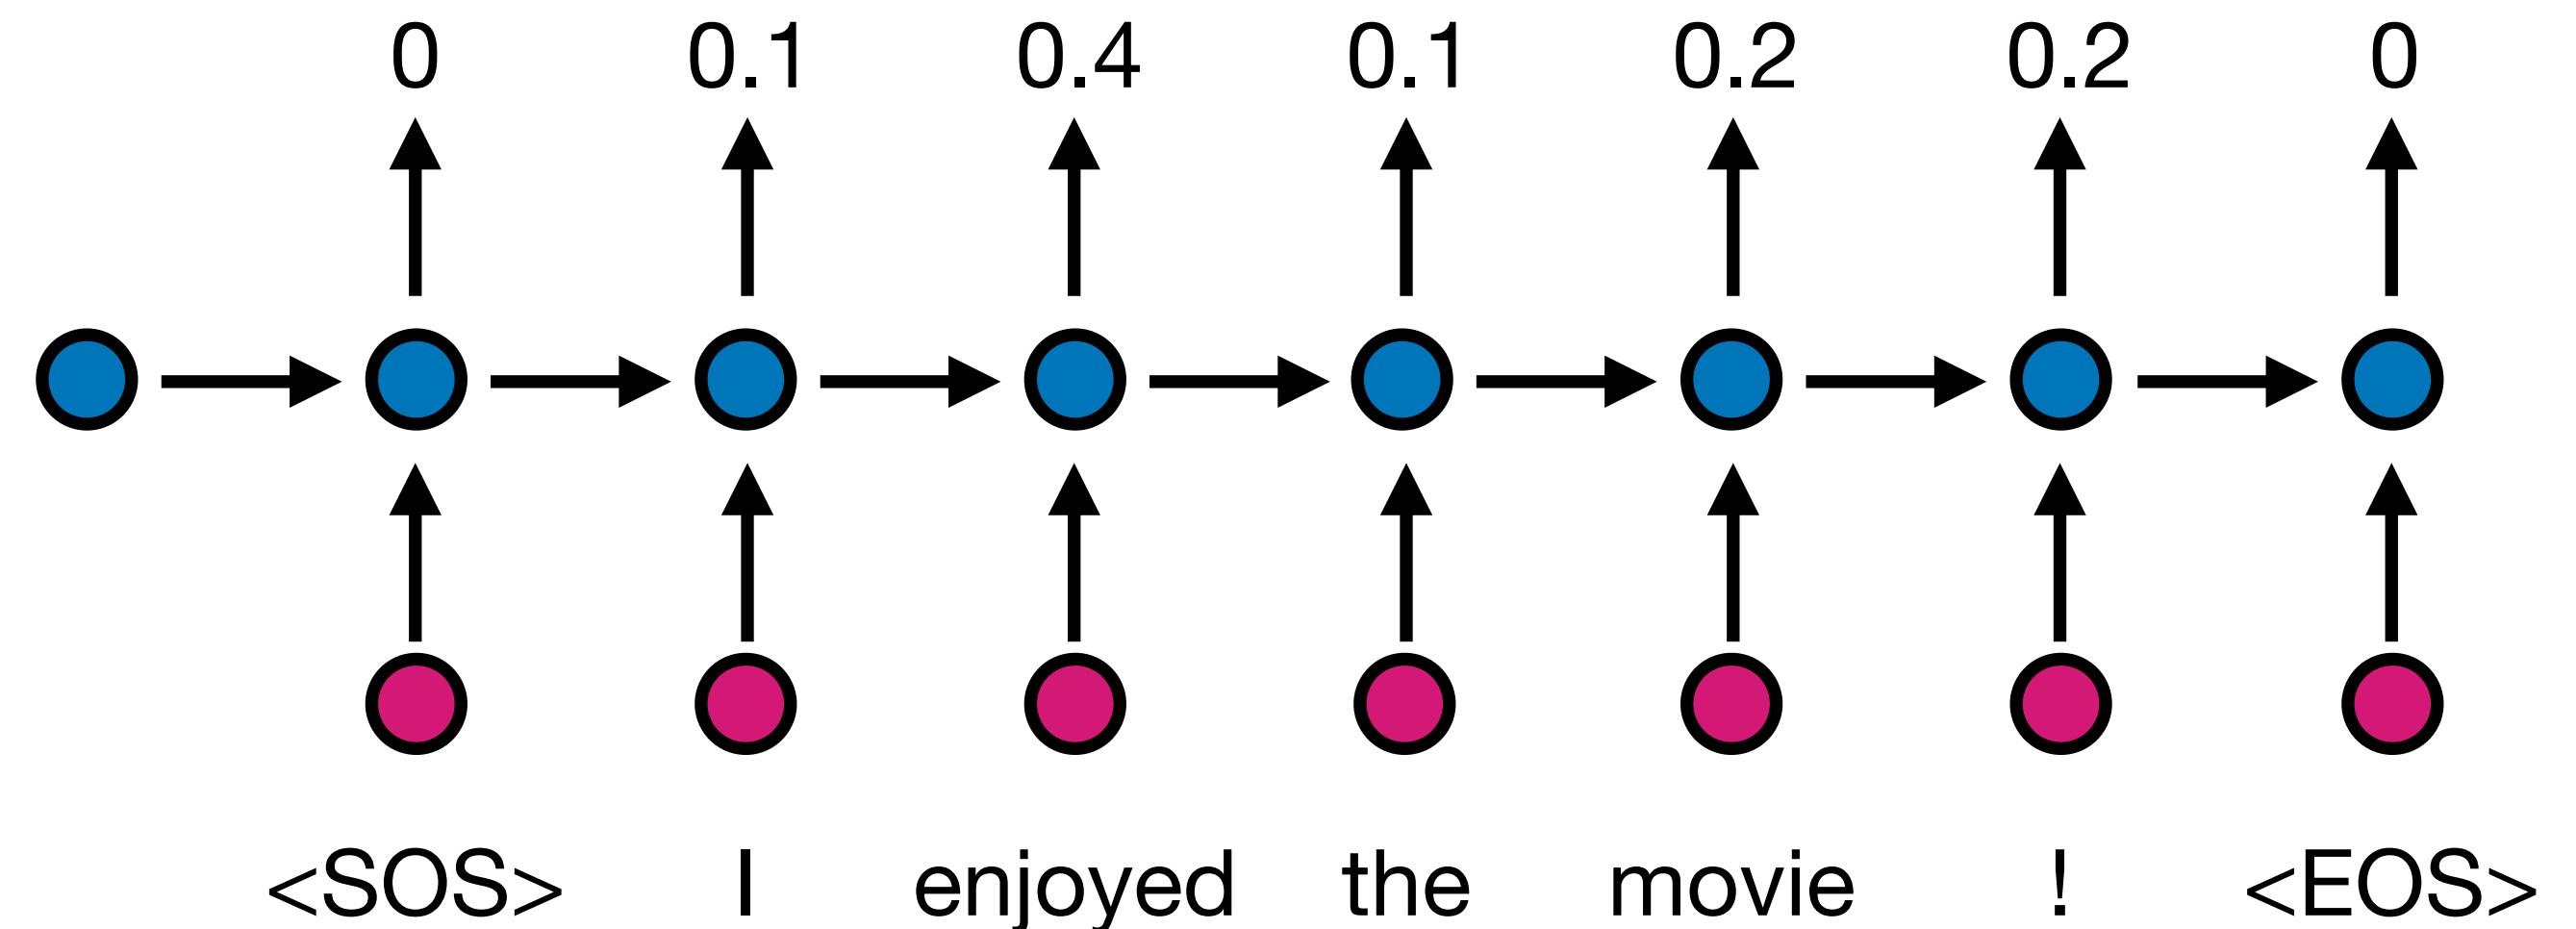 0 0.1 0.4 0.1 0.2 0.2 0
<SOS> I enjoyed the movie ! <EOS>